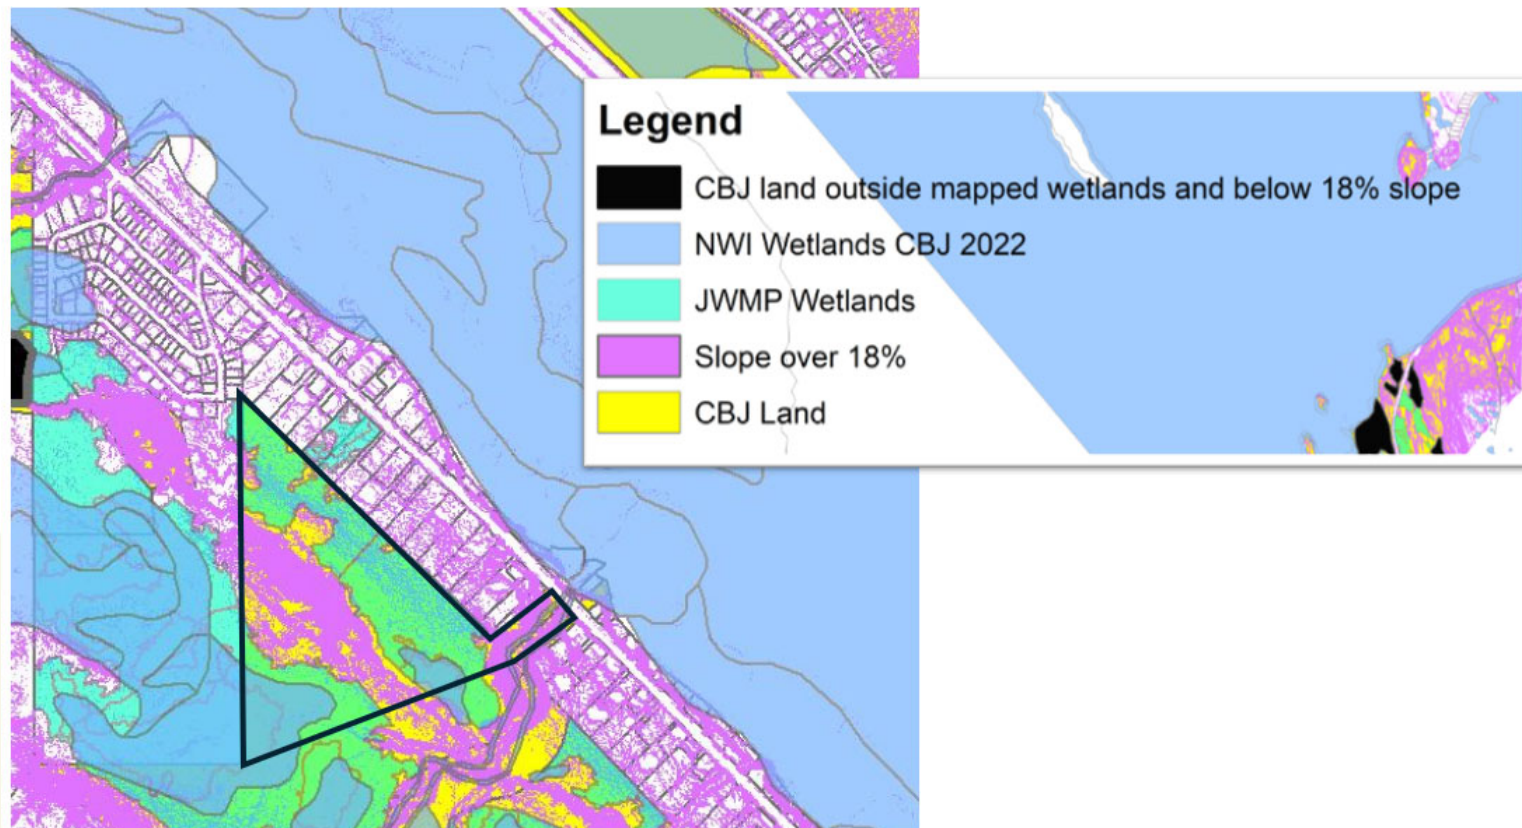 Legend
CBJ land outside mapped wetlands and below 18% slope
NWI Wetlands CBJ 2022
JWMP Wetlands
Slope over 18%
CBJ Land